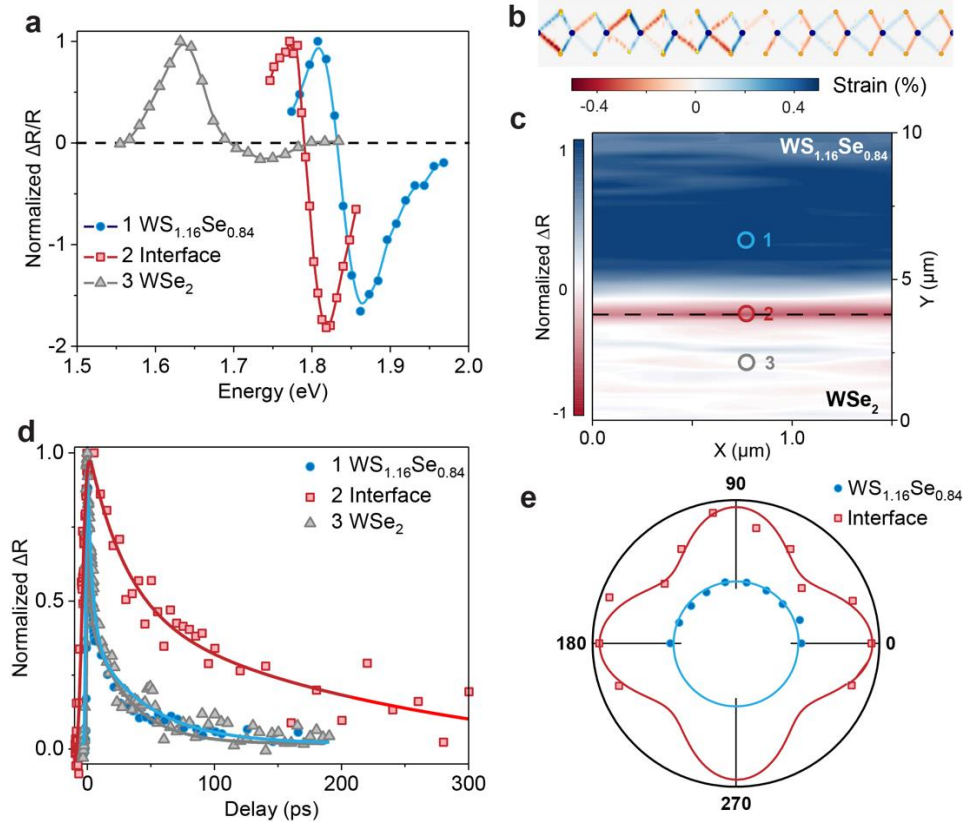 a
1
0
-1
-2
Normalized ΔR/R
1 WS1.16Se0.84
2 Interface
3 WSe2
1.5 1.6 1.7 1.8 1.9 2.0
Energy (eV)
b
-0.4 0 0.4 Strain (%)
c
1
0
-1
Normalized ΔR
WS1.16Se0.84
1
2
3
WSe2
10
5
0
Y (μm)
0.0 1.0
X (μm)
d
1.0
0.5
0.0
Normalized ΔR
1 WS1.16Se0.84
2 Interface
3 WSe2
0 100 200 300
Delay (ps)
e
WS1.16Se0.84
Interface
90
180 0
270